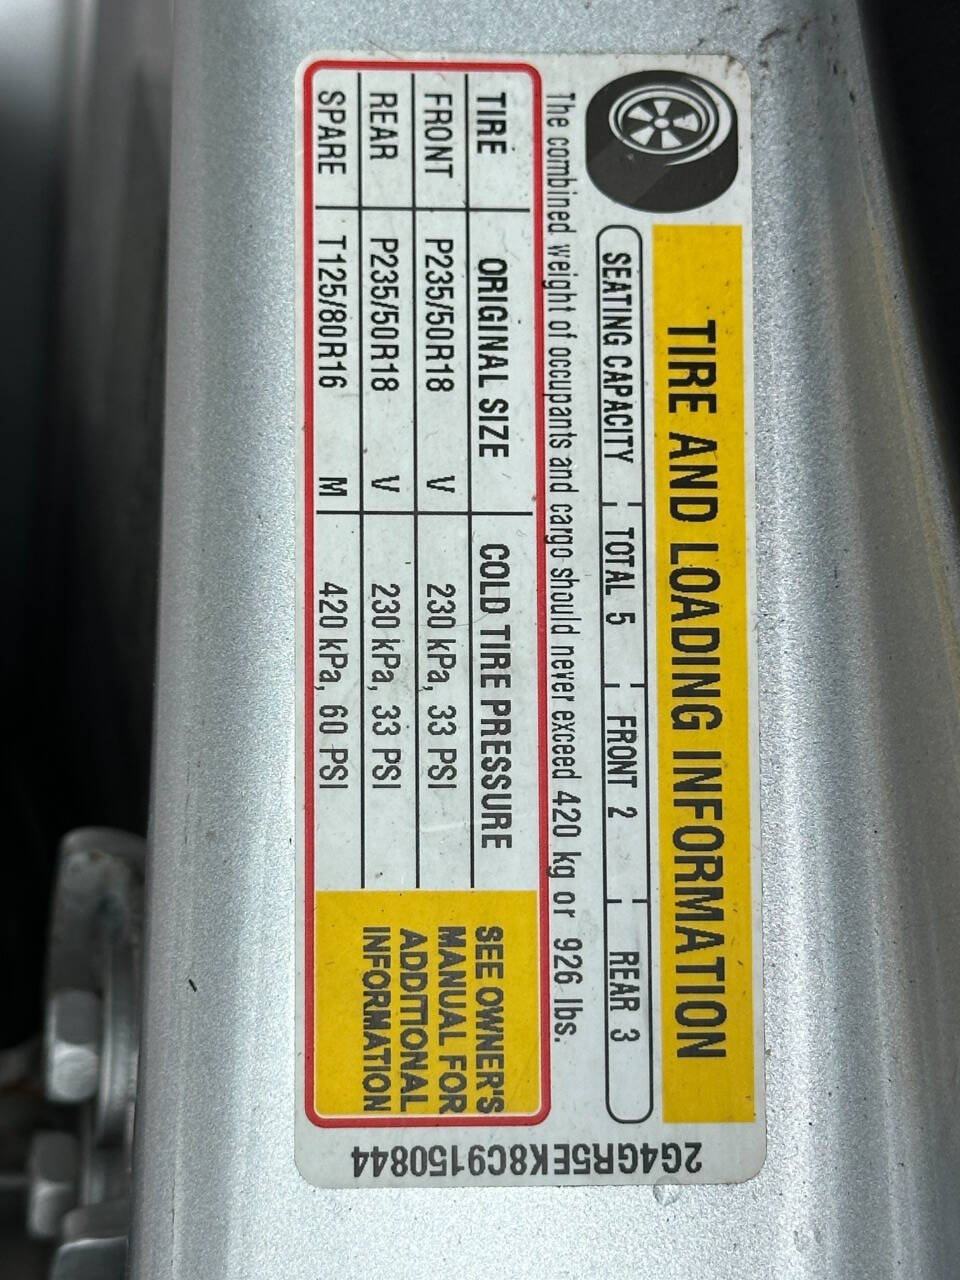 TIRE AND LOADING INFORMATION
SEATING CAPACITY TOTAL 5 FRONT 2 REAR 3
The combined weight of occupants and cargo should never exceed 420 kg or 926 lbs.
TIRE ORIGINAL SIZE COLD TIRE PRESSURE
FRONT P235/50R18 V 230 kPa, 33 PSI
REAR P235/50R18 V 230 kPa, 33 PSI
SPARE T125/80R16 M 420 kPa, 60 PSI
SEE OWNER'S
MANUAL FOR
ADDITIONAL
INFORMATION
2G4GR5EK8C9150844